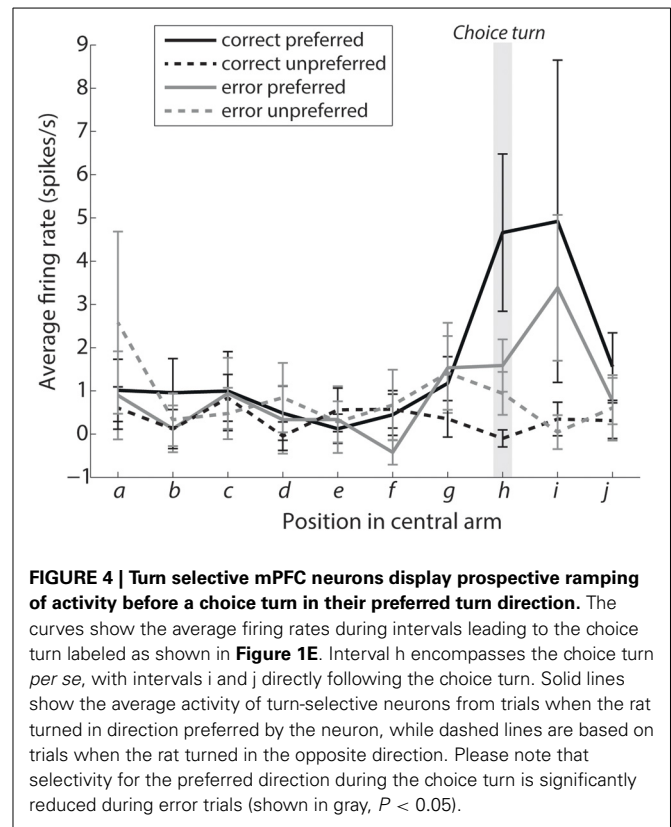 9
8
7
6
5
4
3
2
1
0
−1
Average firing rate (spikes/s)
correct preferred
correct unpreferred
error preferred
error unpreferred
Choice turn
a b c d e f g h i j
Position in central arm
FIGURE 4 | Turn selective mPFC neurons display prospective ramping
of activity before a choice turn in their preferred turn direction. The
curves show the average firing rates during intervals leading to the choice
turn labeled as shown in Figure 1E. Interval h encompasses the choice turn
per se, with intervals i and j directly following the choice turn. Solid lines
show the average activity of turn-selective neurons from trials when the rat
turned in direction preferred by the neuron, while dashed lines are based on
trials when the rat turned in the opposite direction. Please note that
selectivity for the preferred direction during the choice turn is significantly
reduced during error trials (shown in gray, P < 0.05).